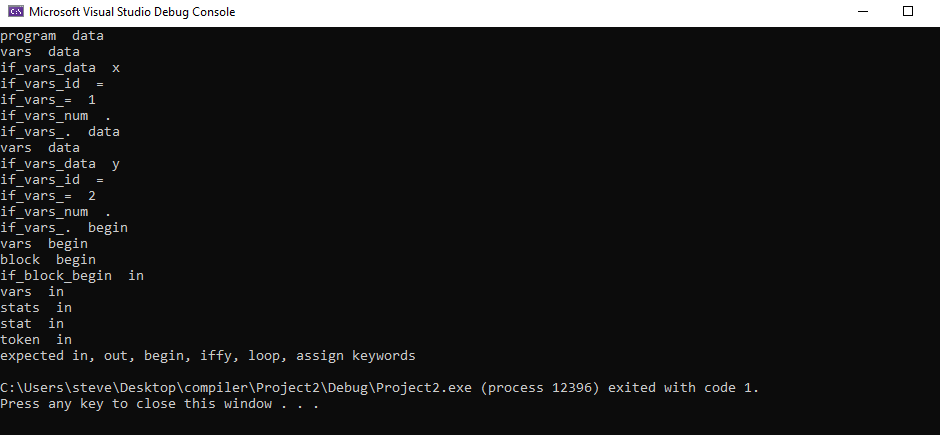 Microsoft Visual Studio Debug Console
program  data
vars  data
if_vars_data  x
if_vars_id  =
if_vars_=  1
if_vars_num  .
if_vars_.  data
vars  data
if_vars_data  y
if_vars_id  =
if_vars_=  2
if_vars_num  .
if_vars_.  begin
vars  begin
block  begin
if_block_begin  in
vars  in
stats  in
stat  in
token  in
expected in, out, begin, iffy, loop, assign keywords
C:\Users\steve\Desktop\compiler\Project2\Debug\Project2.exe (process 12396) exited with code 1.
Press any key to close this window . . .